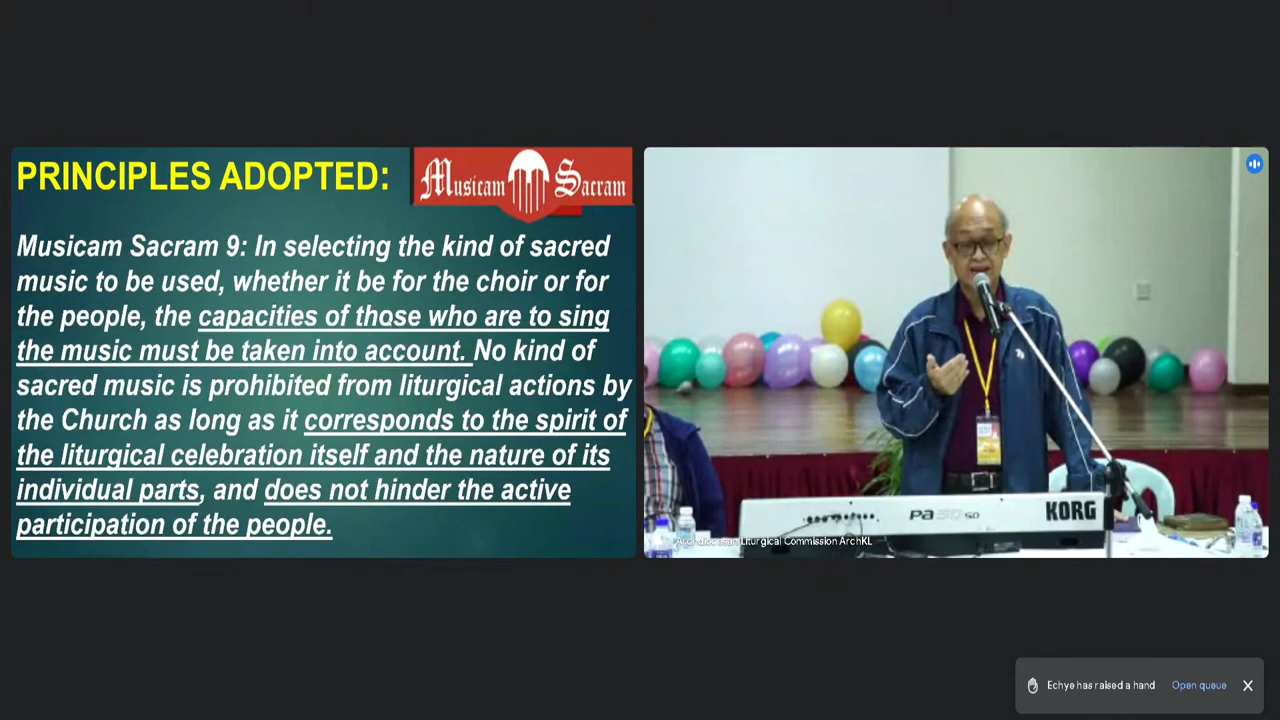 PRINCIPLES ADOPTED:
Musicam Sacram
Musicam Sacram 9: In selecting the kind of sacred
music to be used, whether it be for the choir or for
the people, the capacities of those who are to sing
the music must be taken into account. No kind of
sacred music is prohibited from liturgical actions by
the Church as long as it corresponds to the spirit of
the liturgical celebration itself and the nature of its
individual parts, and does not hinder the active
participation of the people.
KORG
Archdiocesan Liturgical Commission ArchKL
Echye has raised a hand
Open queue